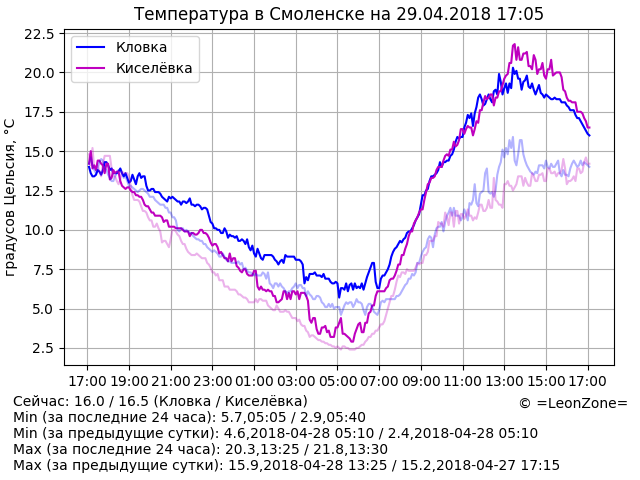 Температура в Смоленске на 29.04.2018 17:05
Кловка
Киселёвка
градусов Цельсия, °C
22.5
20.0
17.5
15.0
12.5
10.0
7.5
5.0
2.5
17:00 19:00 21:00 23:00 01:00 03:00 05:00 07:00 09:00 11:00 13:00 15:00 17:00
Сейчас: 16.0 / 16.5 (Кловка / Киселёвка)
© =LeonZone=
Min (за последние 24 часа): 5.7,05:05 / 2.9,05:40
Min (за предыдущие сутки): 4.6,2018-04-28 05:10 / 2.4,2018-04-28 05:10
Max (за последние 24 часа): 20.3,13:25 / 21.8,13:30
Max (за предыдущие сутки): 15.9,2018-04-28 13:25 / 15.2,2018-04-27 17:15